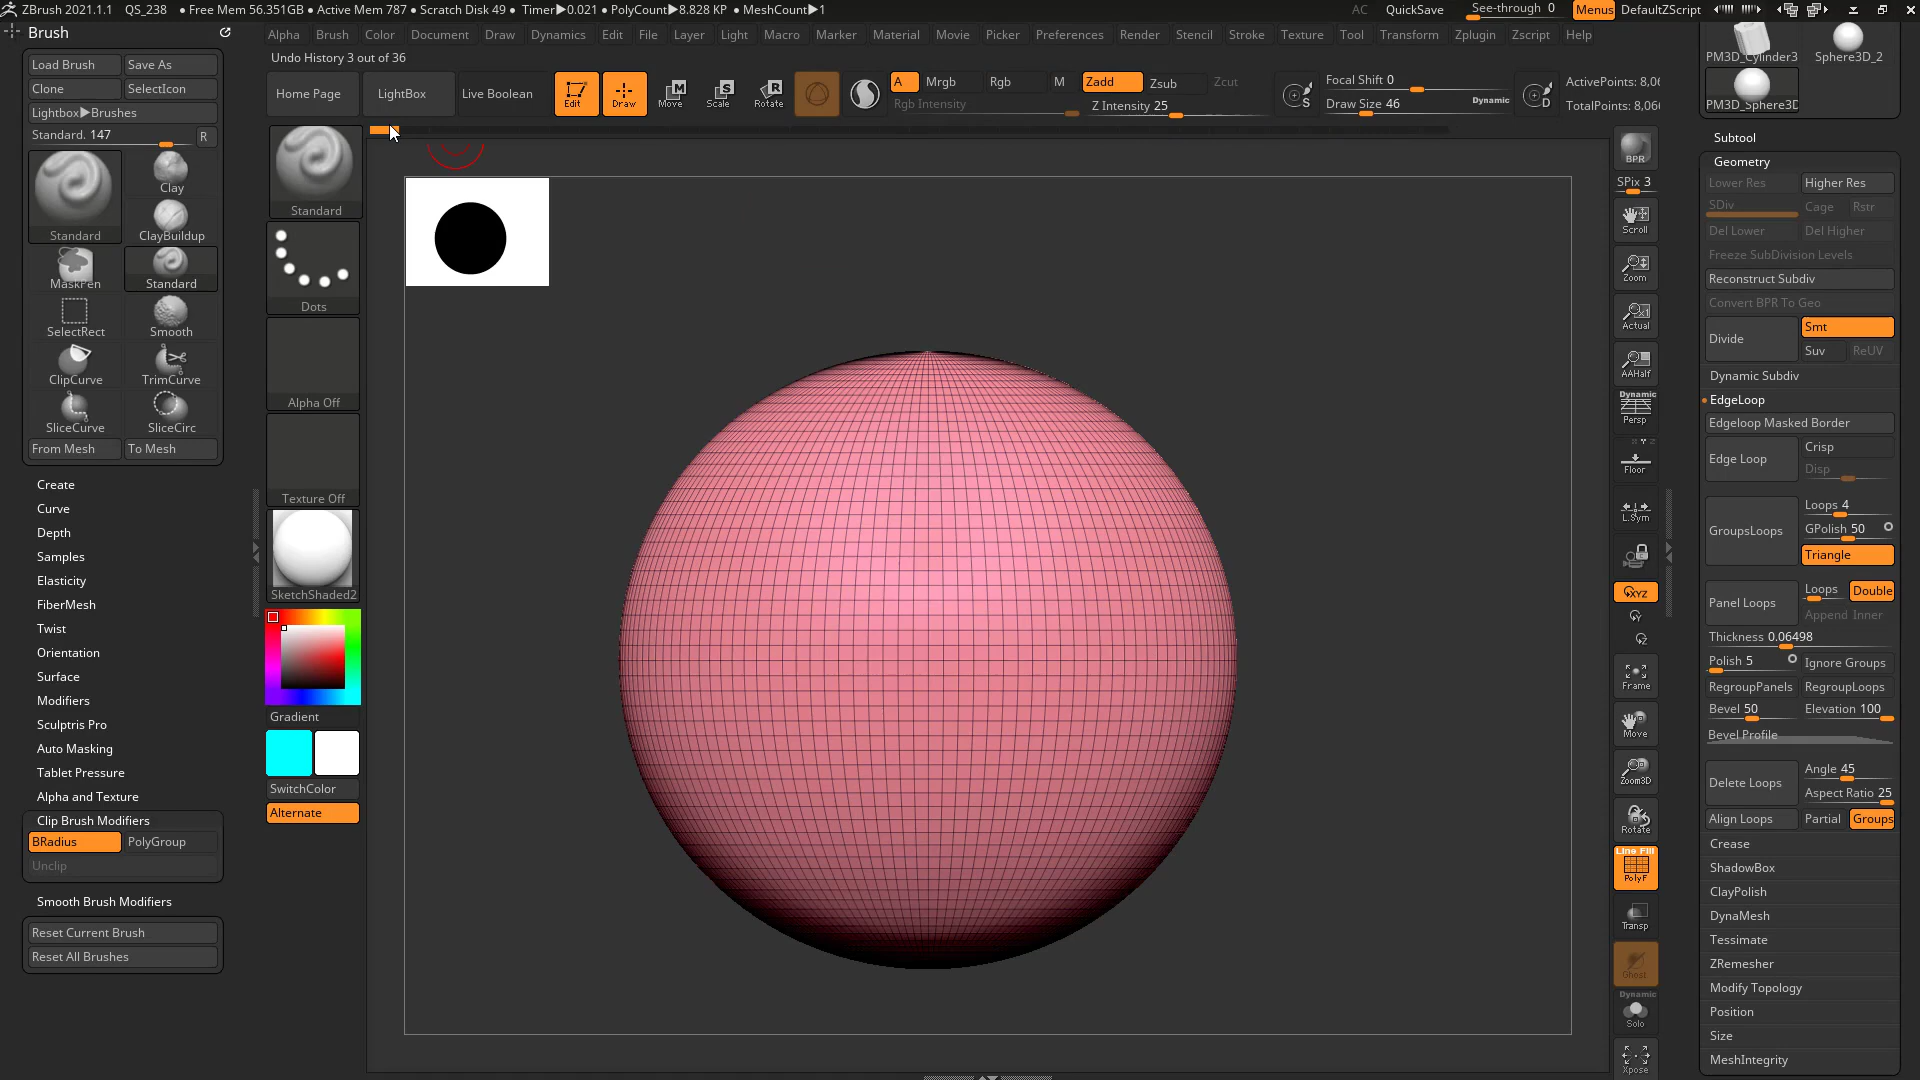 ZBrush 2021.1.1 QS_238 • Free Mem 56.351GB • Active Mem 787 • Scratch Disk 49 • Timer▶0.021 • PolyCount▶8.828 KP • MeshCount▶1 AC QuickSave See-through 0 Menus DefaultZScript
Brush
Alpha Brush Color Document Draw Dynamics Edit File Layer Light Macro Marker Material Movie Picker Preferences Render Stencil Stroke Texture Tool Transform Zplugin Zscript Help
Undo History 3 out of 36
Load Brush Save As
Clone SelectIcon
Lightbox▶Brushes
Standard. 147 R
Standard
Clay
ClayBuildup
MaskPen Standard
SelectRect Smooth
ClipCurve TrimCurve
SliceCurve SliceCirc
From Mesh To Mesh
Create
Curve
Depth
Samples
Elasticity
FiberMesh
Twist
Orientation
Surface
Modifiers
Sculptris Pro
Auto Masking
Tablet Pressure
Alpha and Texture
Clip Brush Modifiers
BRadius PolyGroup
Unclip
Smooth Brush Modifiers
Reset Current Brush
Reset All Brushes
Home Page LightBox Live Boolean Edit Draw Move Scale Rotate
A Mrgb Rgb M Zadd Zsub Zcut
Rgb Intensity Z Intensity 25
S Focal Shift 0
Draw Size 46 Dynamic D
ActivePoints: 8,06
TotalPoints: 8,066
Standard
Dots
Alpha Off
Texture Off
SketchShaded2
Gradient
SwitchColor
Alternate
BPR
SPix 3
Scroll
Zoom
Actual
AAHalf
Dynamic
Persp
Floor
L.Sym
XYZ
Frame
Move
Zoom3D
Rotate
Line Fill
PolyF
Transp
Ghost
Dynamic
Solo
Xpose
PM3D_Cylinder3 Sphere3D_2
PM3D_Sphere3D
Subtool
Geometry
Lower Res Higher Res
SDiv Cage Rstr
Del Lower Del Higher
Freeze SubDivision Levels
Reconstruct Subdiv
Convert BPR To Geo
Divide Smt
Suv ReUV
Dynamic Subdiv
EdgeLoop
Edgeloop Masked Border
Edge Loop Crisp
Disp
GroupsLoops Loops 4
GPolish 50
Triangle
Panel Loops Loops Double
Append Inner
Thickness 0.06498
Polish 5 Ignore Groups
RegroupPanels RegroupLoops
Bevel 50 Elevation 100
Bevel Profile
Delete Loops Angle 45
Aspect Ratio 25
Align Loops Partial Groups
Crease
ShadowBox
ClayPolish
DynaMesh
Tessimate
ZRemesher
Modify Topology
Position
Size
MeshIntegrity